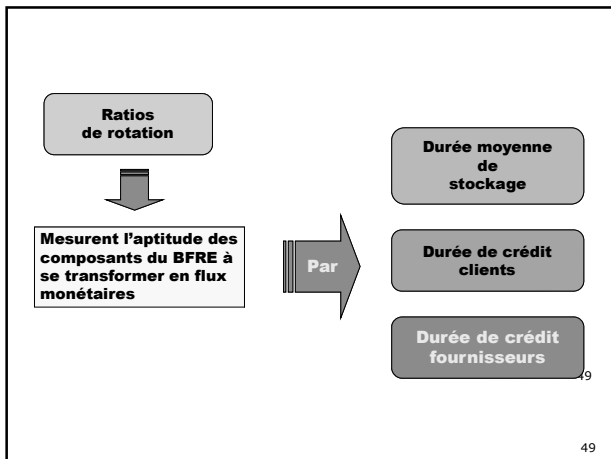 Ratios
de rotation
Mesurent l’aptitude des
composants du BFRE à
se transformer en flux
monétaires
Par
Durée moyenne
de
stockage
Durée de crédit
clients
Durée de crédit
fournisseurs
49
49